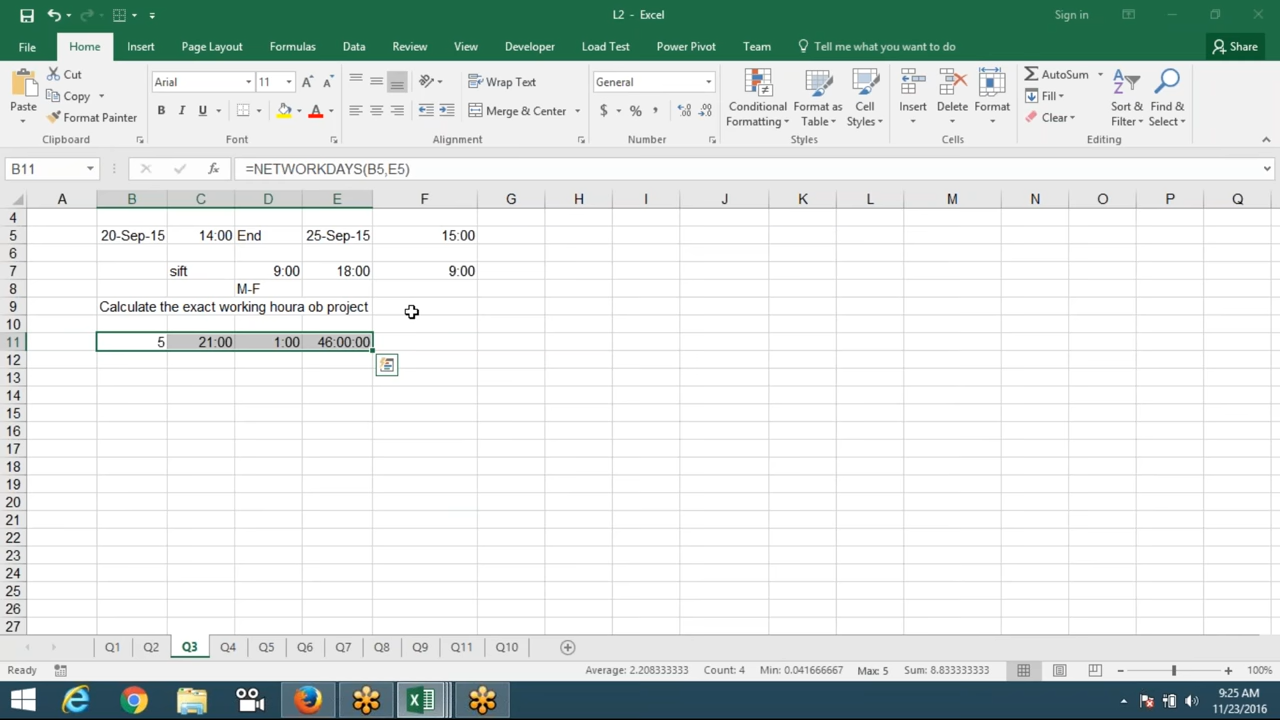 L2 - Excel
Sign in
File Home Insert Page Layout Formulas Data Review View Developer Load Test Power Pivot Team Tell me what you want to do Share
Paste
Cut
Copy
Format Painter
Arial 11
B I U A
Wrap Text
Merge & Center
General
$ % ,
Conditional Formatting
Format as Table
Cell Styles
Insert
Delete
Format
AutoSum
Fill
Clear
Sort & Filter
Find & Select
Clipboard Font Alignment Number Styles Cells Editing
B11 fx =NETWORKDAYS(B5,E5)
A B C D E F G H I J K L M N O P Q
4
5 20-Sep-15 14:00 End 25-Sep-15 15:00
6
7 sift 9:00 18:00 9:00
8 M-F
9 Calculate the exact working houra ob project
10
11 5 21:00 1:00 46:00:00
12
13
14
15
16
17
18
19
20
21
22
23
24
25
26
27
Q1 Q2 Q3 Q4 Q5 Q6 Q7 Q8 Q9 Q11 Q10
Ready Average: 2.208333333 Count: 4 Min: 0.041666667 Max: 5 Sum: 8.833333333 100%
9:25 AM
11/23/2016